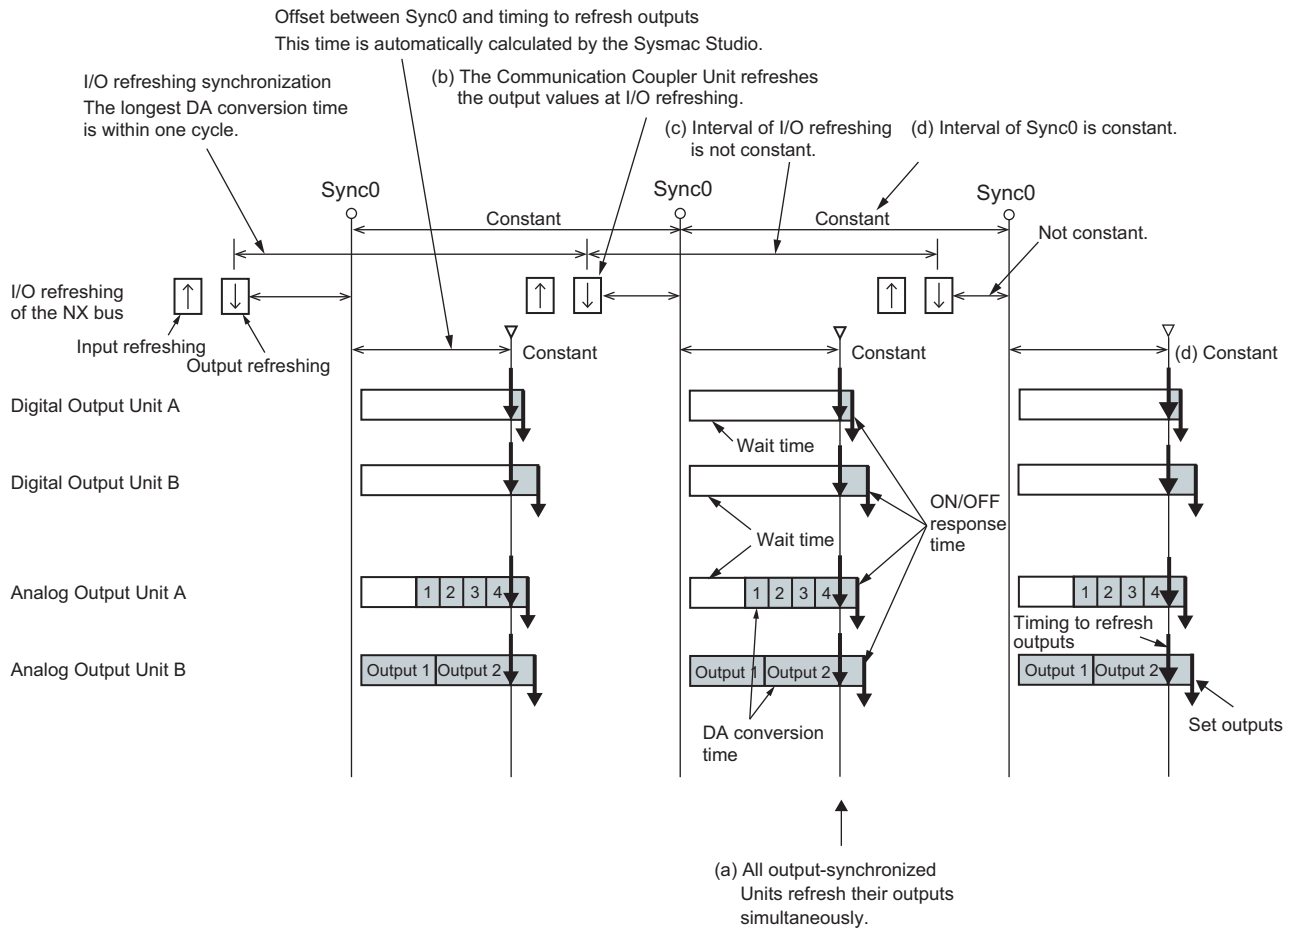 Offset between Sync0 and timing to refresh outputs
This time is automatically calculated by the Sysmac Studio.
I/O refreshing synchronization
The longest DA conversion time
is within one cycle.
(b) The Communication Coupler Unit refreshes
the output values at I/O refreshing.
(c) Interval of I/O refreshing
is not constant.
(d) Interval of Sync0 is constant.
Sync0
Sync0
Sync0
Constant
Constant
Not constant.
I/O refreshing
of the NX bus
Input refreshing
Output refreshing
Constant
Constant
(d) Constant
Digital Output Unit A
Wait time
Digital Output Unit B
Wait time
ON/OFF
response
time
Analog Output Unit A
1 2 3 4
1 2 3 4
1 2 3 4
Timing to refresh
outputs
Analog Output Unit B
Output 1 Output 2
Output 1 Output 2
Output 1 Output 2
DA conversion
time
Set outputs
(a) All output-synchronized
Units refresh their outputs
simultaneously.